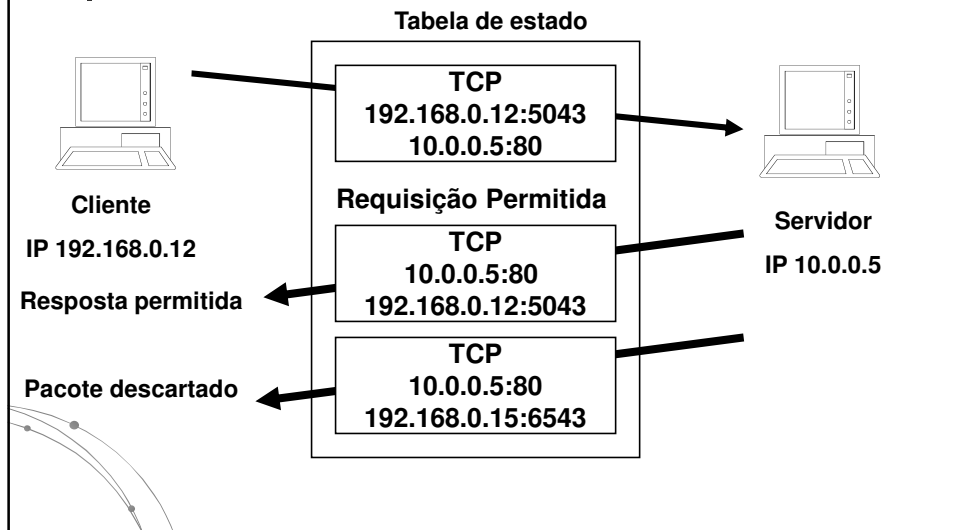 Tabela de estado
TCP
192.168.0.12:5043
10.0.0.5:80
Cliente
IP 192.168.0.12
Requisição Permitida
Servidor
IP 10.0.0.5
TCP
10.0.0.5:80
192.168.0.12:5043
Resposta permitida
TCP
10.0.0.5:80
192.168.0.15:6543
Pacote descartado